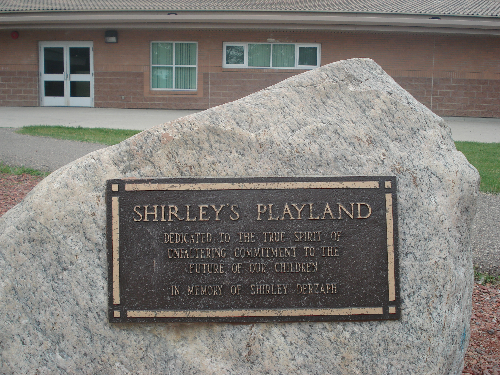 SHIRLEY'S PLAYLAND
DEDICATED TO THE TRUE SPIRIT OF
UNFALTERING COMMITMENT TO THE
FUTURE OF OUR CHILDREN
IN MEMORY OF SHIRLEY